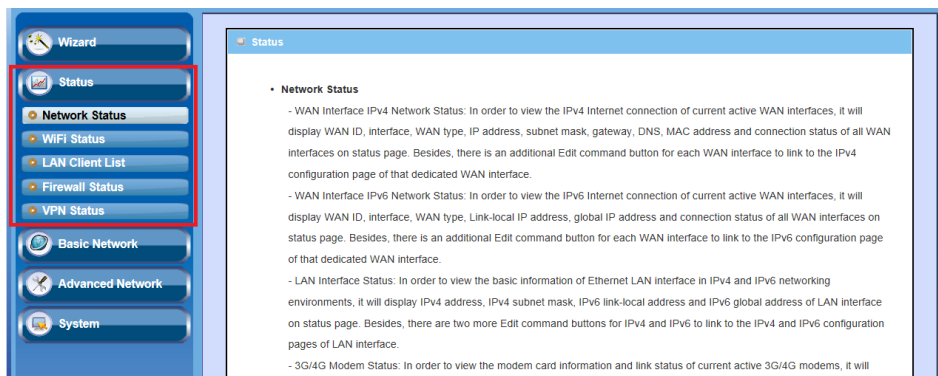 Wizard
Status
Network Status
WiFi Status
LAN Client List
Firewall Status
VPN Status
Basic Network
Advanced Network
System
Status
• Network Status
- WAN Interface IPv4 Network Status: In order to view the IPv4 Internet connection of current active WAN interfaces, it will
display WAN ID, interface, WAN type, IP address, subnet mask, gateway, DNS, MAC address and connection status of all WAN
interfaces on status page. Besides, there is an additional Edit command button for each WAN interface to link to the IPv4
configuration page of that dedicated WAN interface.
- WAN Interface IPv6 Network Status: In order to view the IPv6 Internet connection of current active WAN interfaces, it will
display WAN ID, interface, WAN type, Link-local IP address, global IP address and connection status of all WAN interfaces on
status page. Besides, there is an additional Edit command button for each WAN interface to link to the IPv6 configuration page
of that dedicated WAN interface.
- LAN Interface Status: In order to view the basic information of Ethernet LAN interface in IPv4 and IPv6 networking
environments, it will display IPv4 address, IPv4 subnet mask, IPv6 link-local address and IPv6 global address of LAN interface
on status page. Besides, there are two more Edit command buttons for IPv4 and IPv6 to link to the IPv4 and IPv6 configuration
pages of LAN interface.
- 3G/4G Modem Status: In order to view the modem card information and link status of current active 3G/4G modems, it will